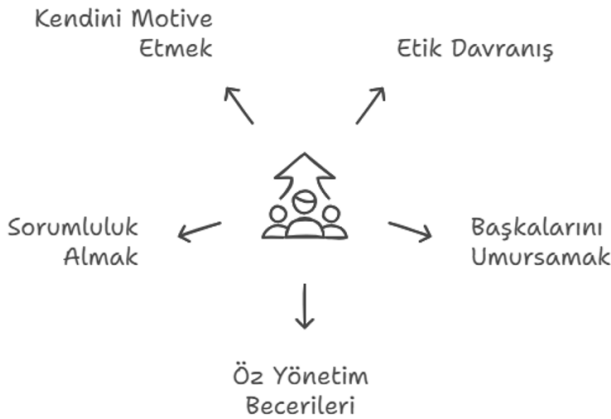 Kendini Motive
Etmek
Etik Davranış
Sorumluluk
Almak
Başkalarını
Umursamak
Öz Yönetim
Becerileri